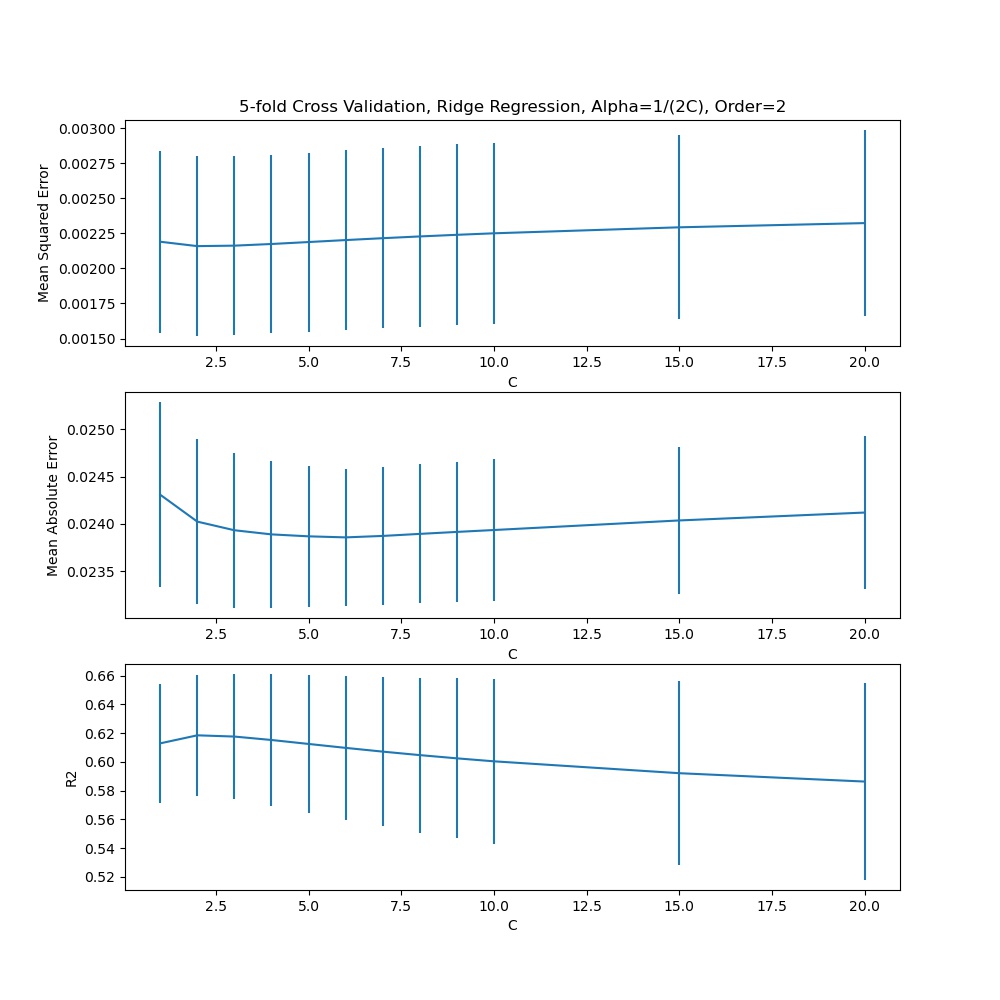 5-fold Cross Validation, Ridge Regression, Alpha=1/(2C), Order=2
Mean Squared Error
0.00300
0.00275
0.00250
0.00225
0.00200
0.00175
0.00150
2.5 5.0 7.5 10.0 12.5 15.0 17.5 20.0
C
Mean Absolute Error
0.0250
0.0245
0.0240
0.0235
2.5 5.0 7.5 10.0 12.5 15.0 17.5 20.0
C
R2
0.66
0.64
0.62
0.60
0.58
0.56
0.54
0.52
2.5 5.0 7.5 10.0 12.5 15.0 17.5 20.0
C